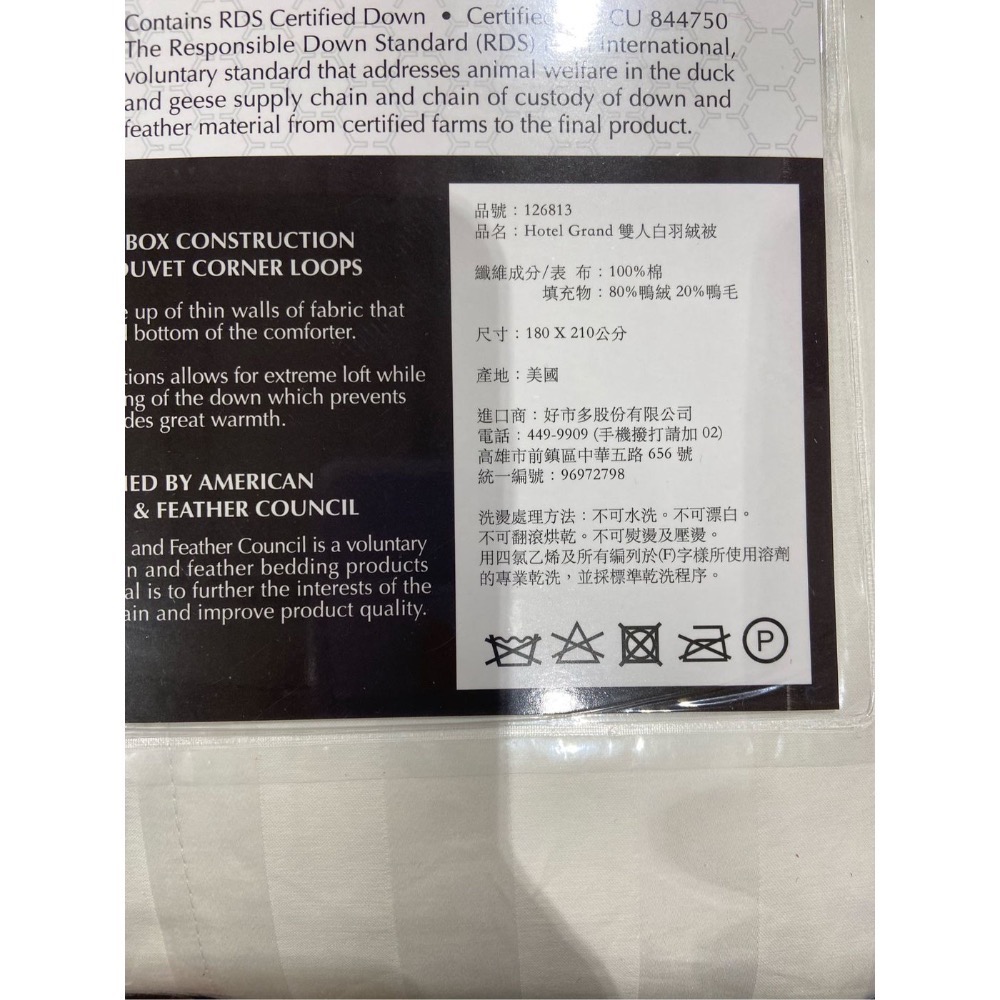 Contains RDS Certified Down • Certifie CU 844750
The Responsible Down Standard (RDS) International,
voluntary standard that addresses animal welfare in the duck
and geese supply chain and chain of custody of down and
feather material from certified farms to the final product.
BOX CONSTRUCTION
DUVET CORNER LOOPS
up of thin walls of fabric that
bottom of the comforter.
tions allows for extreme loft while
ng of the down which prevents
des great warmth.
IED BY AMERICAN
& FEATHER COUNCIL
and Feather Council is a voluntary
n and feather bedding products
al is to further the interests of the
ain and improve product quality.
品號：126813
品名：Hotel Grand 雙人白羽絨被
纖維成分/表 布：100%棉
填充物：80%鴨絨 20%鴨毛
尺寸：180 X 210公分
產地：美國
進口商：好市多股份有限公司
電話：449-9909 (手機撥打請加 02)
高雄市前鎮區中華五路 656 號
統一編號：96972798
洗燙處理方法：不可水洗。不可漂白。
不可翻滾烘乾。不可熨燙及壓燙。
用四氯乙烯及所有編列於(F)字樣所使用溶劑
的專業乾洗，並採標準乾洗程序。
P